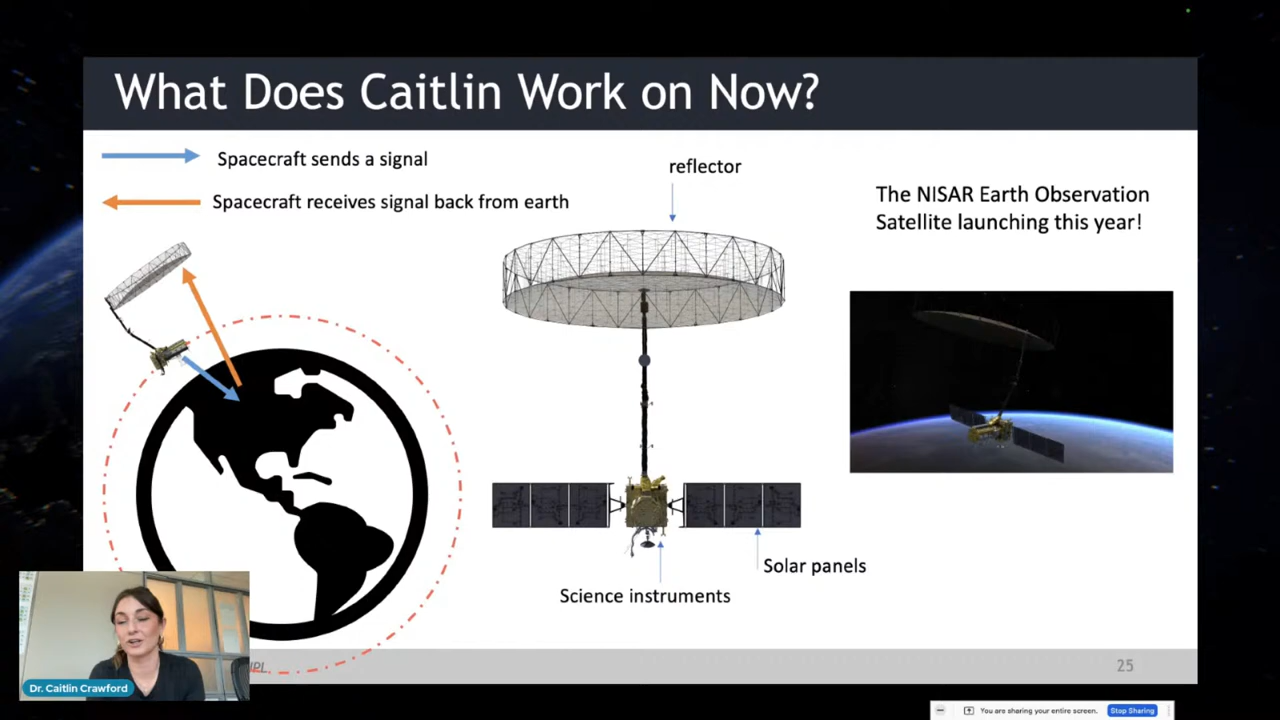 What Does Caitlin Work on Now?
Spacecraft sends a signal
Spacecraft receives signal back from earth
reflector
The NISAR Earth Observation
Satellite launching this year!
Solar panels
Science instruments
JPL
25
Dr. Caitlin Crawford
You are sharing your entire screen.
Stop Sharing